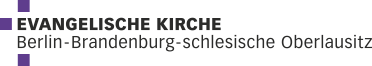 EVANGELISCHE KIRCHE
Berlin-Brandenburg-schlesische Oberlausitz